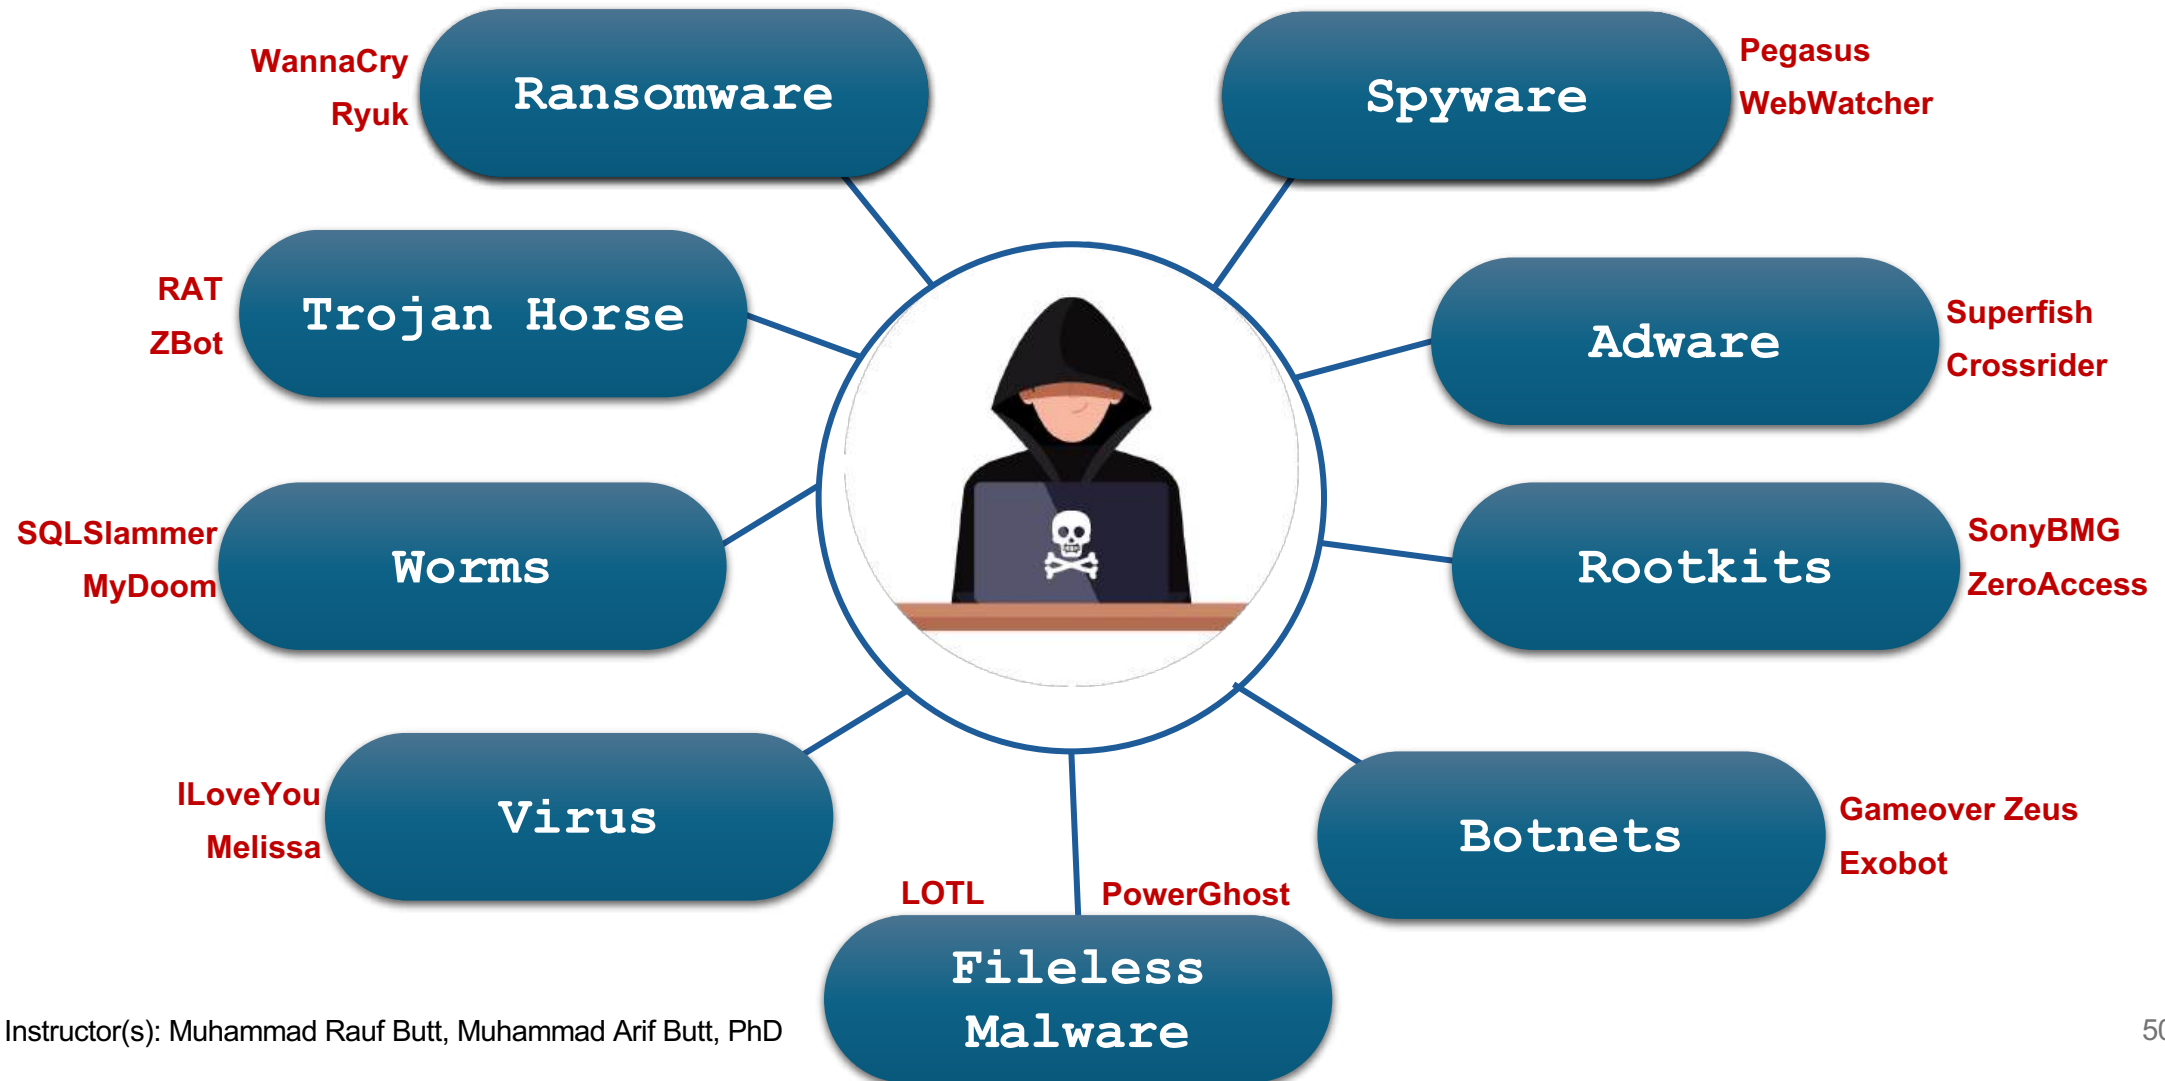 WannaCry
Ryuk
Ransomware
Spyware
Pegasus
WebWatcher
RAT
ZBot
Trojan Horse
Adware
Superfish
Crossrider
SQLSlammer
MyDoom
Worms
Rootkits
SonyBMG
ZeroAccess
ILoveYou
Melissa
Virus
Botnets
Gameover Zeus
Exobot
LOTL
PowerGhost
Fileless
Malware
Instructor(s): Muhammad Rauf Butt, Muhammad Arif Butt, PhD
50